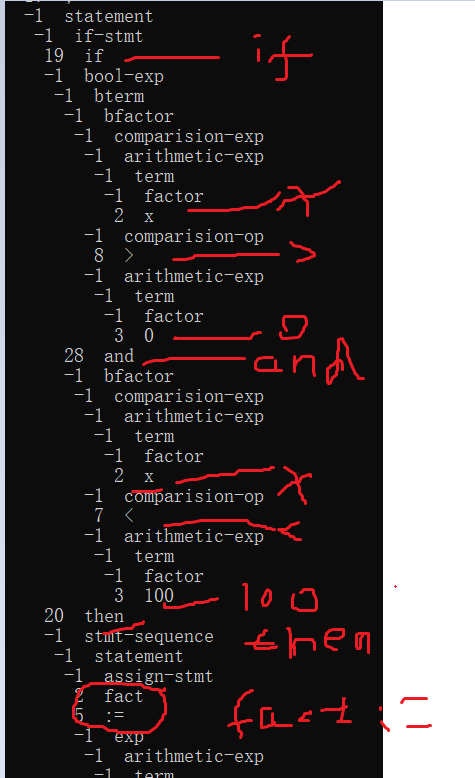 -1 statement
-1 if-stmt
19 if if
-1 bool-exp
-1 bterm
-1 bfactor
-1 comparision-exp
-1 arithmetic-exp
-1 term
-1 factor
2 x x
-1 comparision-op
8 > >
-1 arithmetic-exp
-1 term
-1 factor
3 0 0
28 and and
-1 bfactor
-1 comparision-exp
-1 arithmetic-exp
-1 term
-1 factor
2 x x
-1 comparision-op
7 < <
-1 arithmetic-exp
-1 term
-1 factor
3 100 100
20 then then
-1 stmt-sequence
-1 statement
-1 assign-stmt
2 fact fact :=
5 :=
-1 exp
-1 arithmetic-exp
-1 term